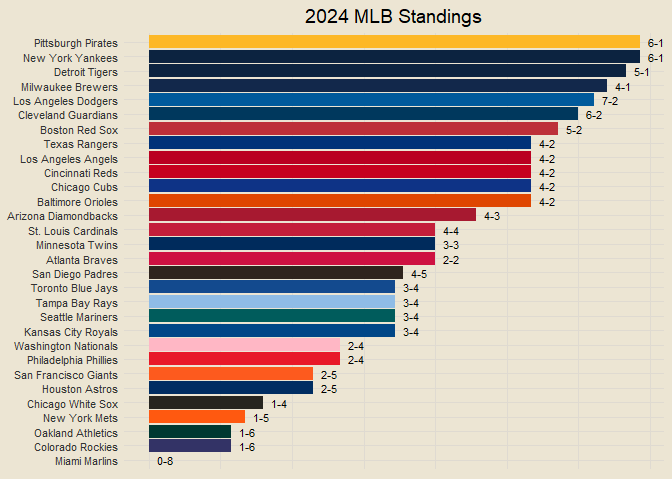 2024 MLB Standings
Pittsburgh Pirates 6-1
New York Yankees 6-1
Detroit Tigers 5-1
Milwaukee Brewers 4-1
Los Angeles Dodgers 7-2
Cleveland Guardians 6-2
Boston Red Sox 5-2
Texas Rangers 4-2
Los Angeles Angels 4-2
Cincinnati Reds 4-2
Chicago Cubs 4-2
Baltimore Orioles 4-2
Arizona Diamondbacks 4-3
St. Louis Cardinals 4-4
Minnesota Twins 3-3
Atlanta Braves 2-2
San Diego Padres 4-5
Toronto Blue Jays 3-4
Tampa Bay Rays 3-4
Seattle Mariners 3-4
Kansas City Royals 3-4
Washington Nationals 2-4
Philadelphia Phillies 2-4
San Francisco Giants 2-5
Houston Astros 2-5
Chicago White Sox 1-4
New York Mets 1-5
Oakland Athletics 1-6
Colorado Rockies 1-6
Miami Marlins 0-8